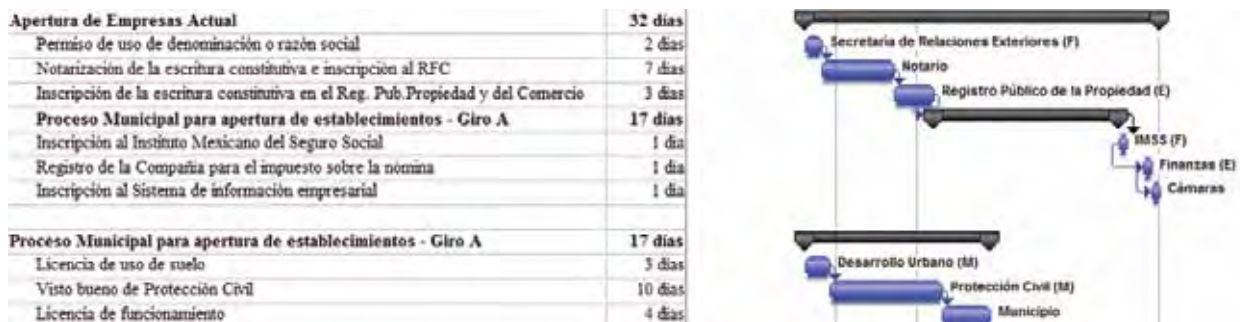 Apertura de Empresas Actual 32 días
Permiso de uso de denominación o razón social 2 días Secretaría de Relaciones Exteriores (F)
Notarización de la escritura constitutiva e inscripción al RFC 7 días Notario
Inscripción de la escritura constitutiva en el Reg. Pub.Propiedad y del Comercio 3 días Registro Público de la Propiedad (E)
Proceso Municipal para apertura de establecimientos - Giro A 17 días
Inscripción al Instituto Mexicano del Seguro Social 1 día IMSS (F)
Registro de la Compañía para el impuesto sobre la nómina 1 día Finanzas (E)
Inscripción al Sistema de información empresarial 1 día Cámaras
Proceso Municipal para apertura de establecimientos - Giro A 17 días
Licencia de uso de suelo 3 días Desarrollo Urbano (M)
Visto bueno de Protección Civil 10 días Protección Civil (M)
Licencia de funcionamiento 4 días Municipio